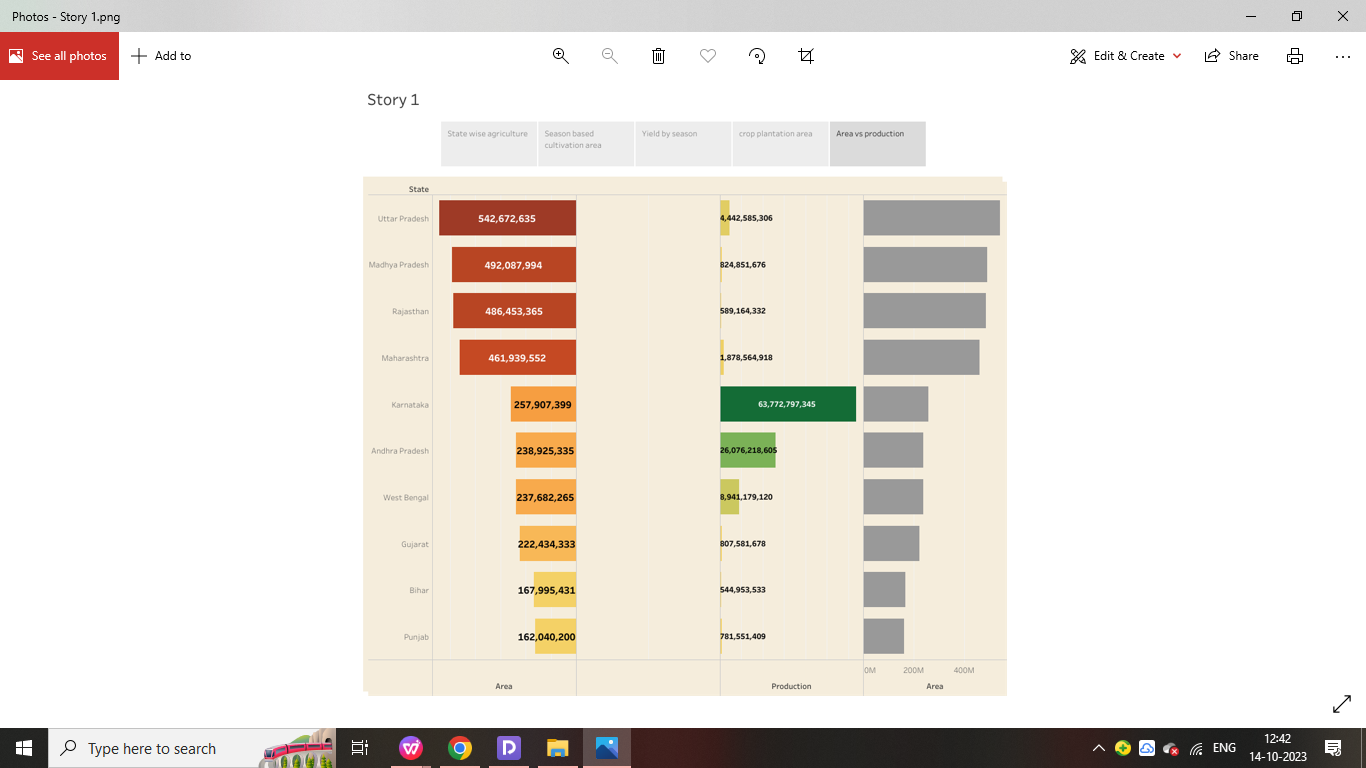 Photos - Story 1.png
See all photos
Add to
Edit & Create
Share
Story 1
State wise agriculture
Season based
cultivation area
Yield by season
crop plantation area
Area vs production
State
Uttar Pradesh 542,672,635 4,442,585,306
Madhya Pradesh 492,087,994 824,851,676
Rajasthan 486,453,365 589,164,332
Maharashtra 461,939,552 1,878,564,918
Karnataka 257,907,399 63,772,797,345
Andhra Pradesh 238,925,335 26,076,218,605
West Bengal 237,682,265 8,941,179,120
Gujarat 222,434,333 807,581,678
Bihar 167,995,431 544,953,533
Punjab 162,040,200 781,551,409
0M 200M 400M
Area Production Area
Type here to search
ENG
12:42
14-10-2023